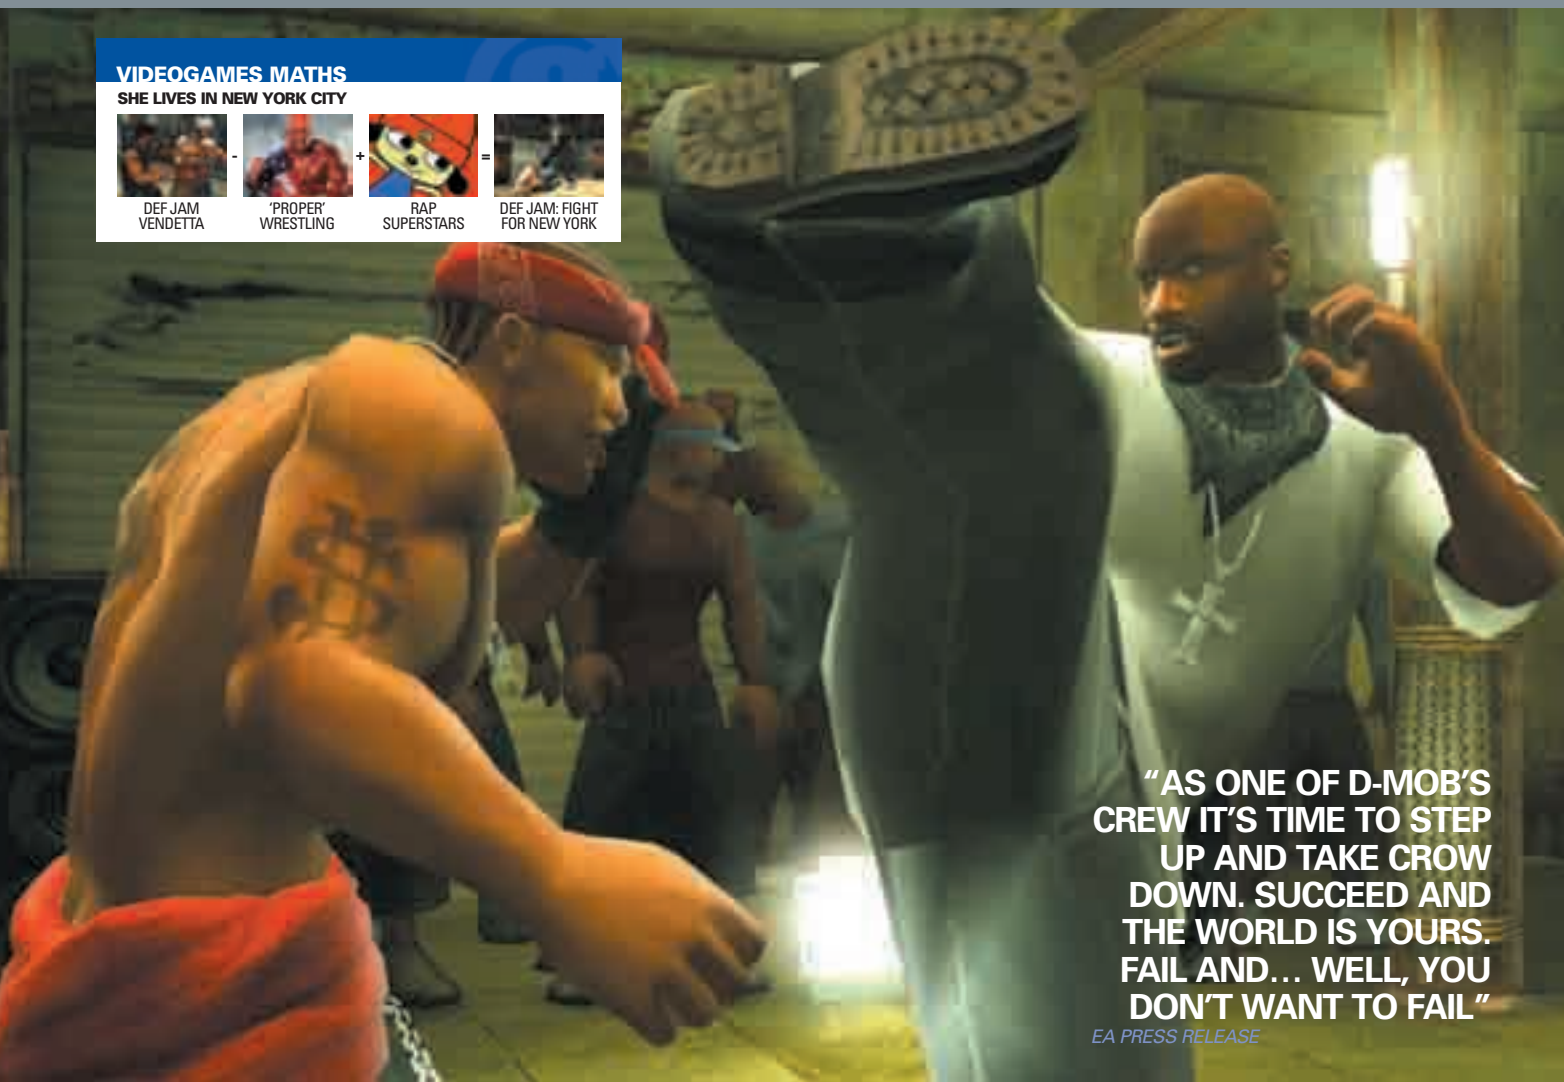 VIDEOGAMES MATHS
SHE LIVES IN NEW YORK CITY
- + =
DEF JAM VENDETTA
'PROPER' WRESTLING
RAP SUPERSTARS
DEF JAM: FIGHT FOR NEW YORK
“AS ONE OF D-MOB’S
CREW IT’S TIME TO STEP
UP AND TAKE CROW
DOWN. SUCCEED AND
THE WORLD IS YOURS.
FAIL AND... WELL, YOU
DON’T WANT TO FAIL”
EA PRESS RELEASE